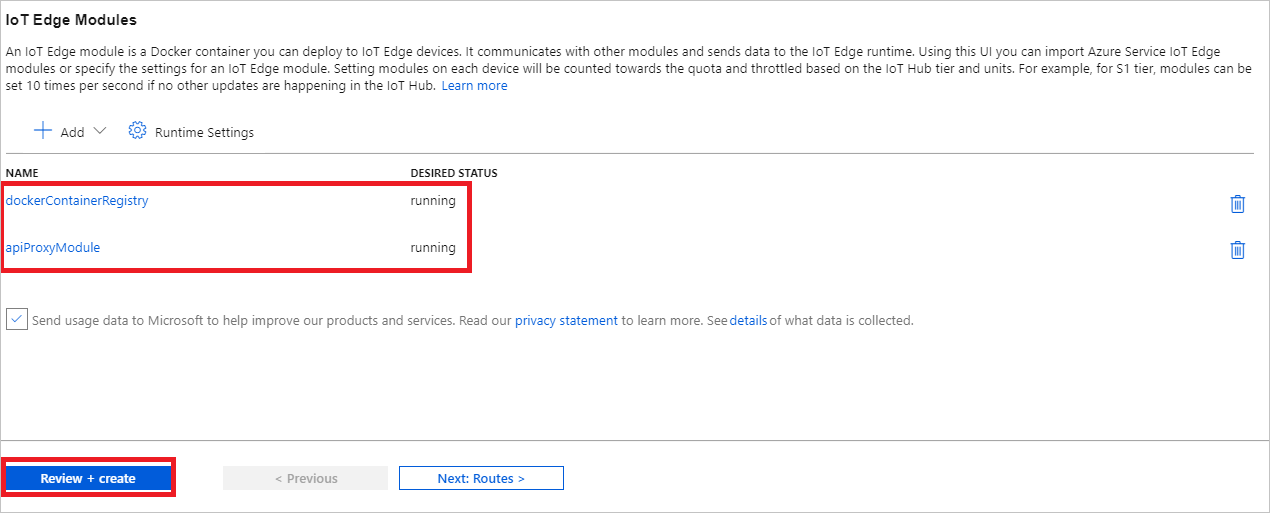 IoT Edge Modules
An IoT Edge module is a Docker container you can deploy to IoT Edge devices. It communicates with other modules and sends data to the IoT Edge runtime. Using this UI you can import Azure Service IoT Edge
modules or specify the settings for an IoT Edge module. Setting modules on each device will be counted towards the quota and throttled based on the IoT Hub tier and units. For example, for S1 tier, modules can be
set 10 times per second if no other updates are happening in the IoT Hub. Learn more
Add Runtime Settings
NAME DESIRED STATUS
dockerContainerRegistry running
apiProxyModule running
Send usage data to Microsoft to help improve our products and services. Read our privacy statement to learn more. See details of what data is collected.
Review + create < Previous Next: Routes >